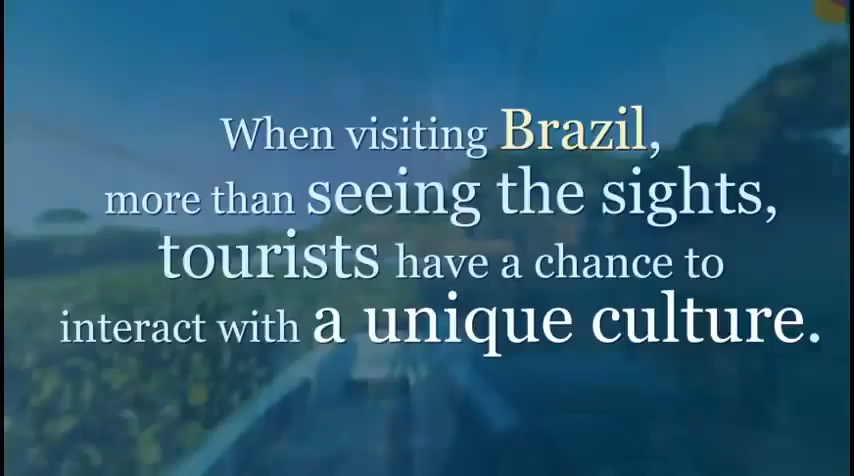 When visiting Brazil,
more than seeing the sights,
tourists have a chance to
interact with a unique culture.